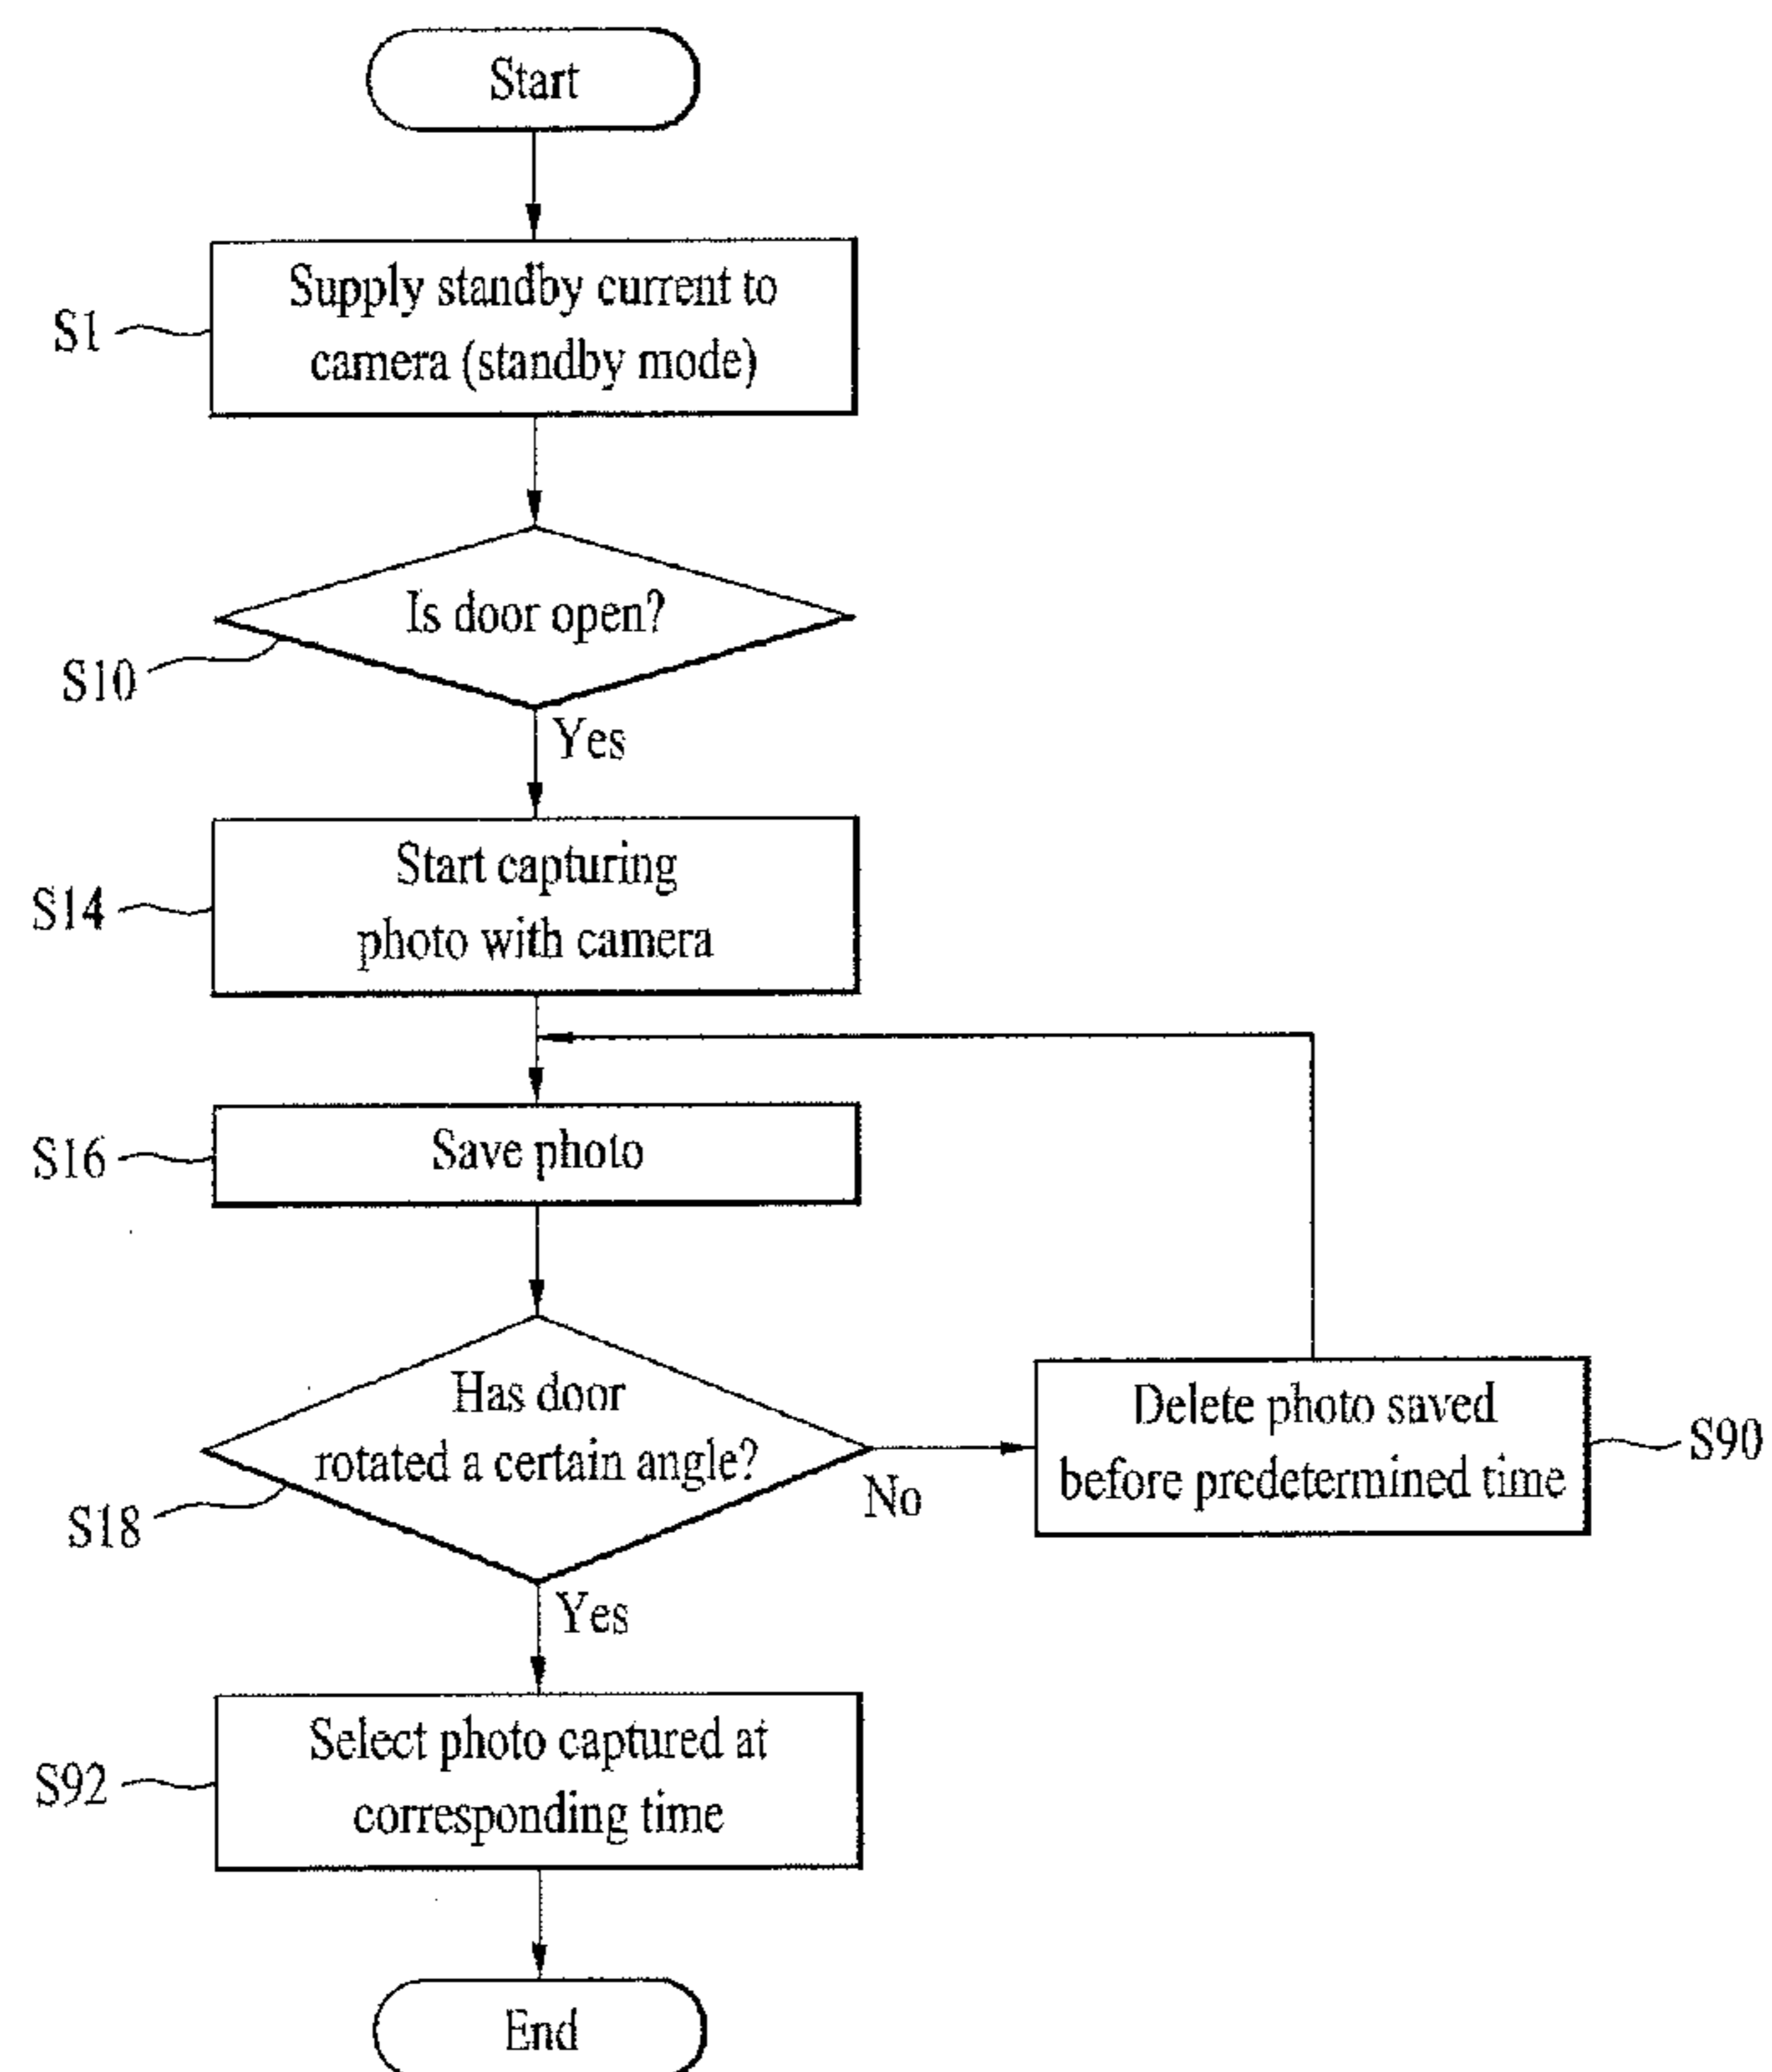 Start
Supply standby current to
camera (standby mode)
S1
Is door open?
S10
Yes
Start capturing
photo with camera
S14
Save photo
S16
Has door
rotated a certain angle?
S18
No
Delete photo saved
before predetermined time
S90
Yes
Select photo captured at
corresponding time
S92
End